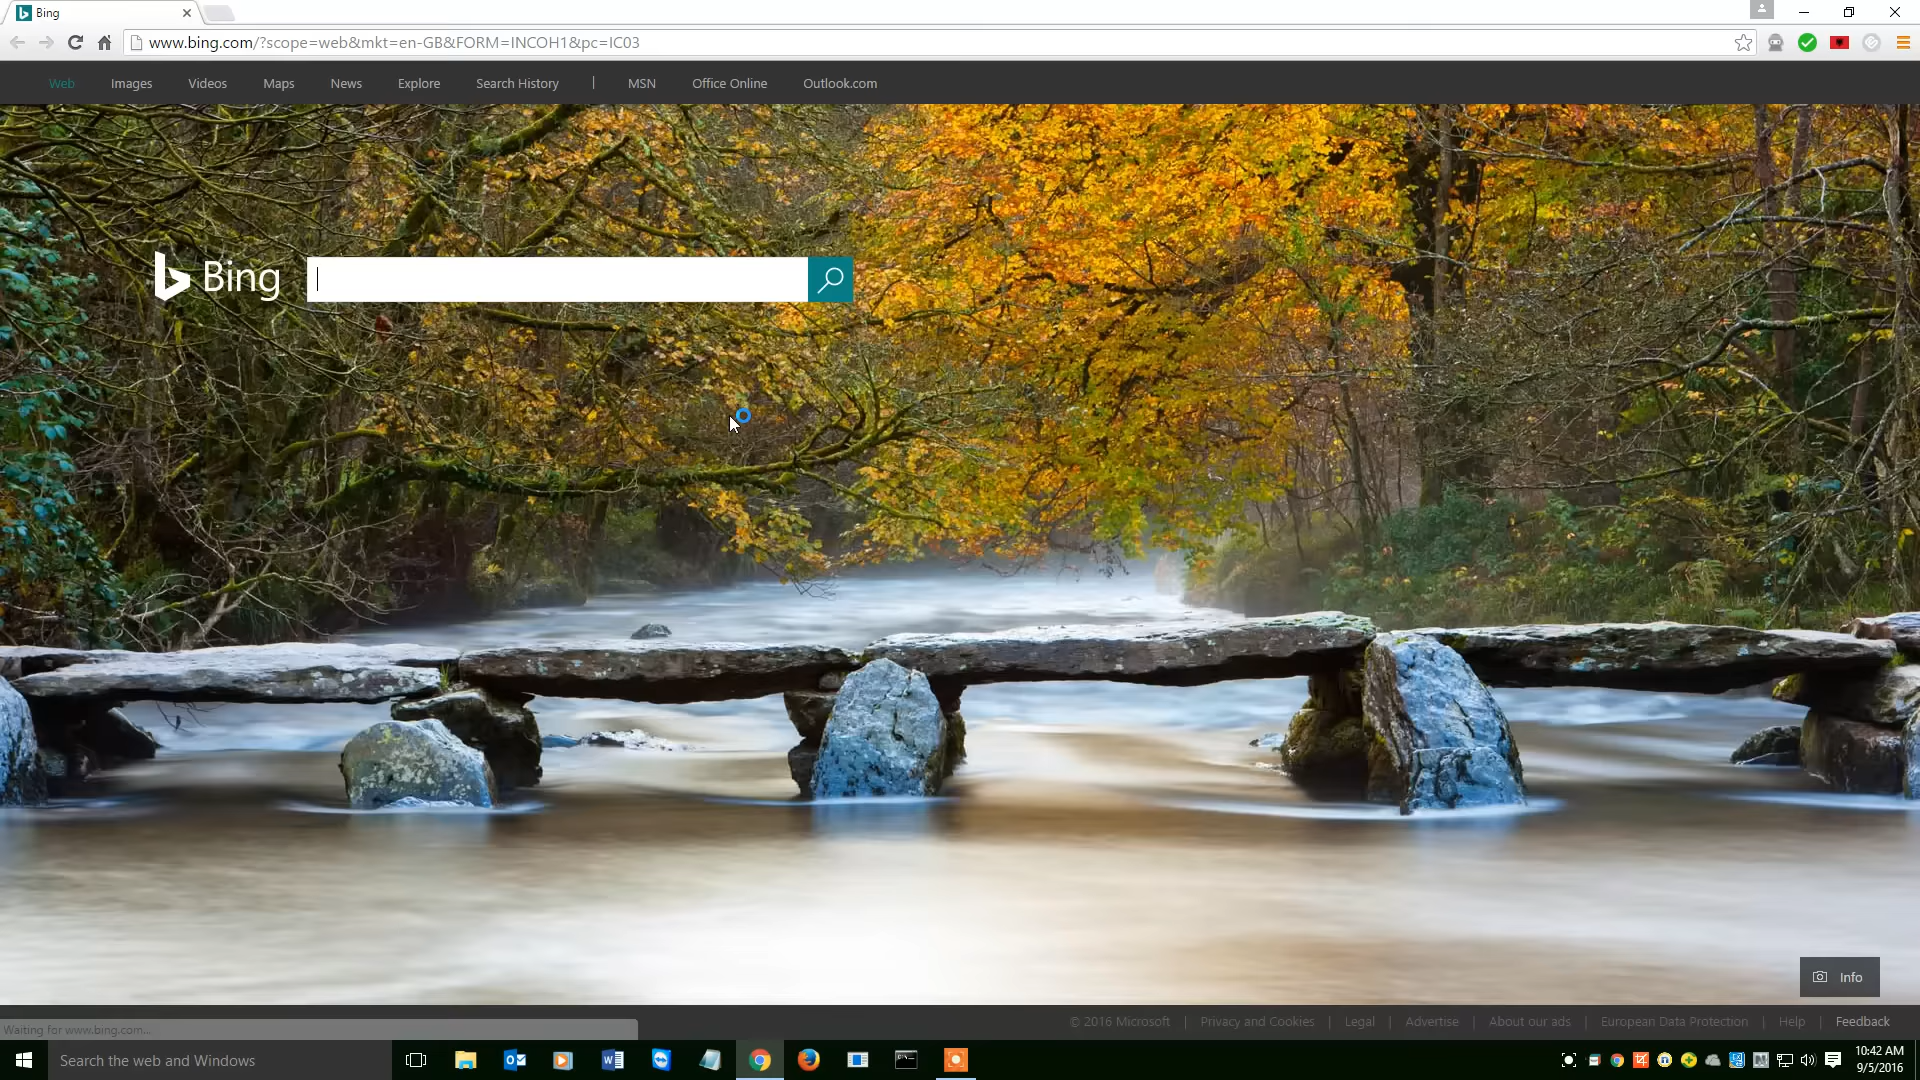 Bing
www.bing.com/?scope=web&mkt=en-GB&FORM=INCOH1&pc=IC03
Web Images Videos Maps News Explore Search History | MSN Office Online Outlook.com
Bing
Info
© 2016 Microsoft | Privacy and Cookies | Legal | Advertise | About our ads | European Data Protection | Help | Feedback
Waiting for www.bing.com...
Search the web and Windows
10:42 AM
9/5/2016